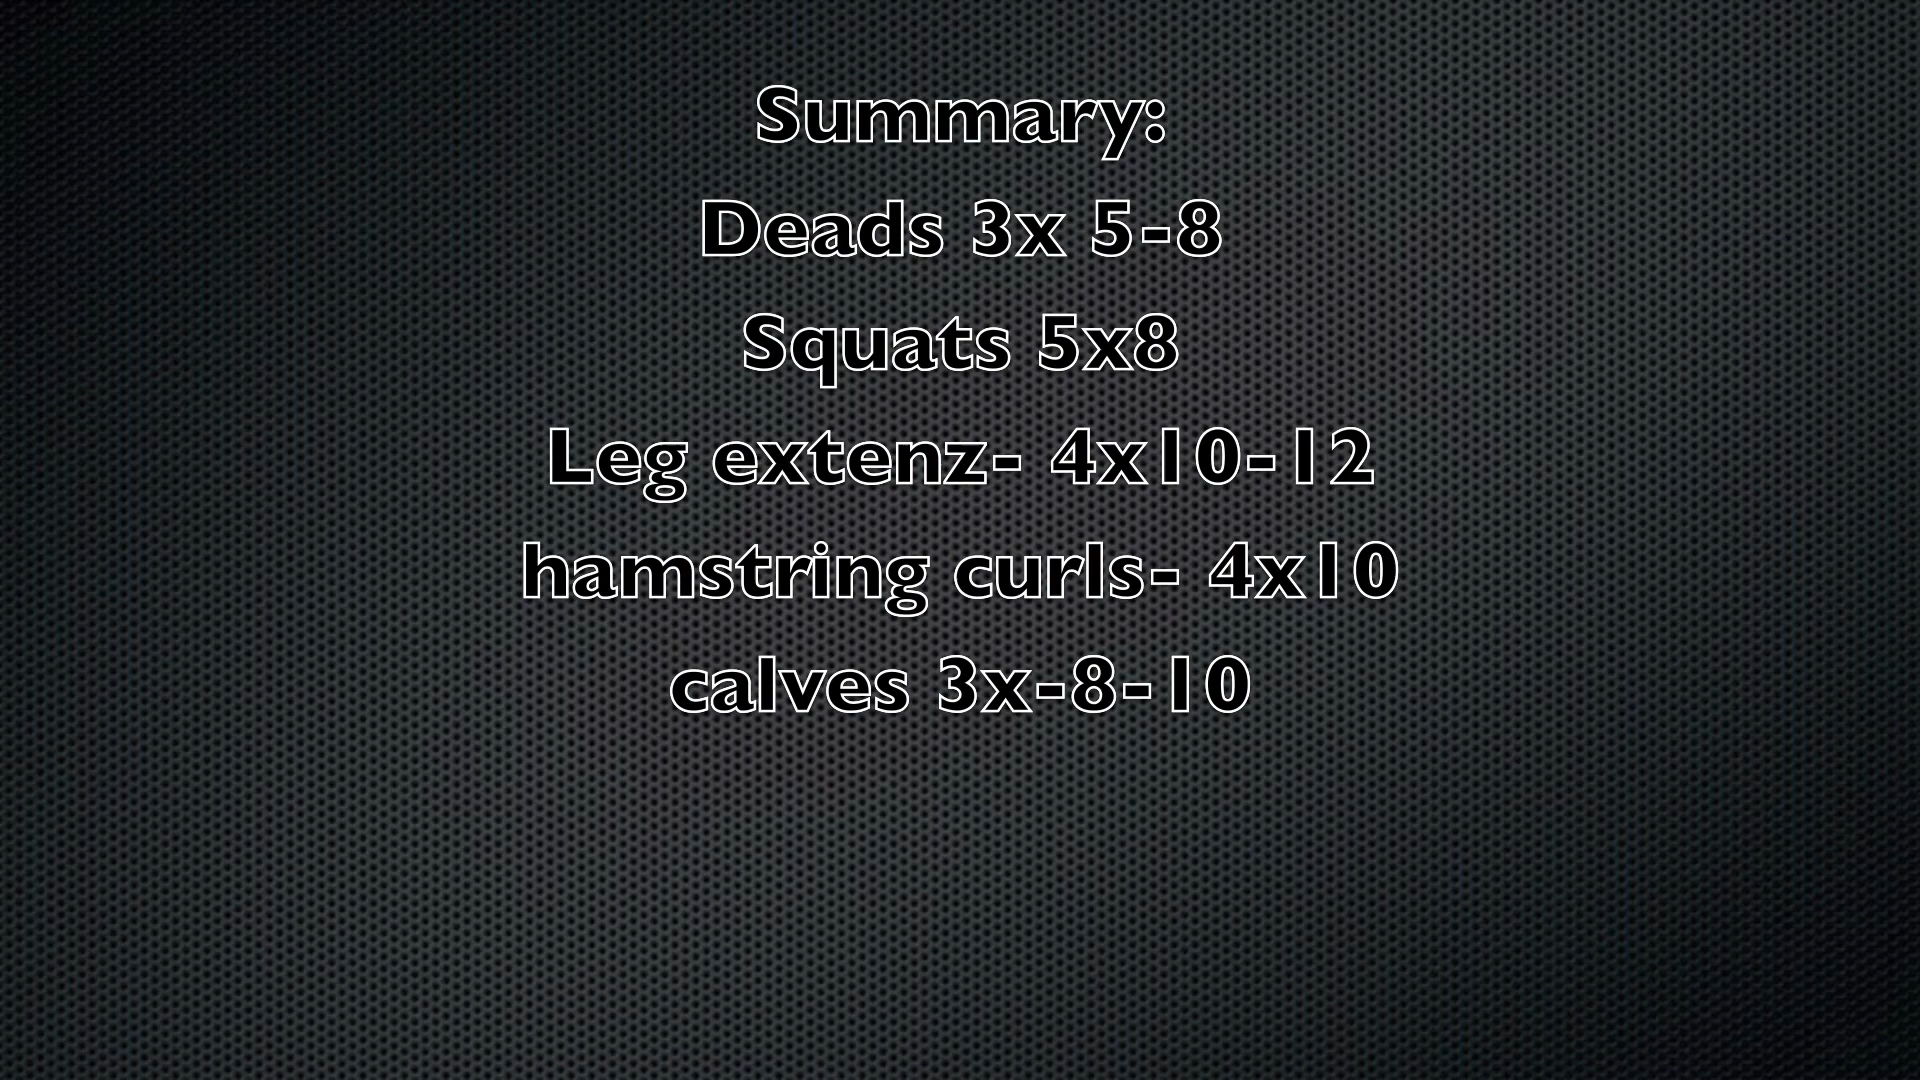 Summary:
Deads 3x 5-8
Squats 5x8
Leg extenz- 4x10-12
hamstring curls- 4x10
calves 3x-8-10